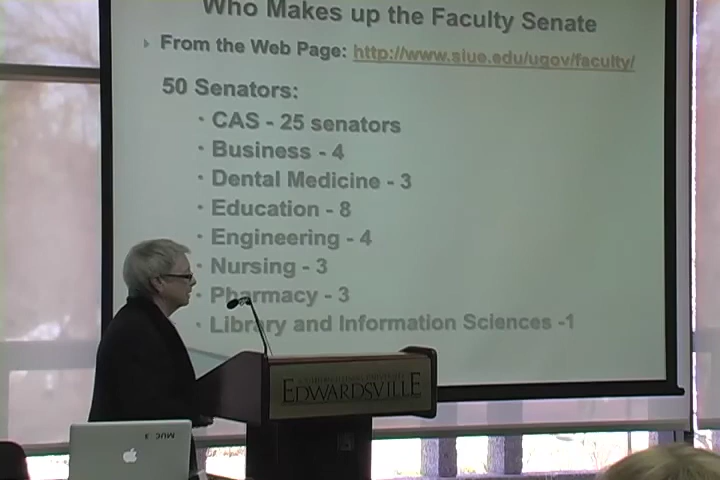 Who Makes up the Faculty Senate
From the Web Page: http://www.siue.edu/ugov/faculty/
50 Senators:
• CAS - 25 senators
• Business - 4
• Dental Medicine - 3
• Education - 8
• Engineering - 4
• Nursing - 3
• Pharmacy - 3
• Library and Information Sciences -1
EDWARDSVILLE
MUC 3